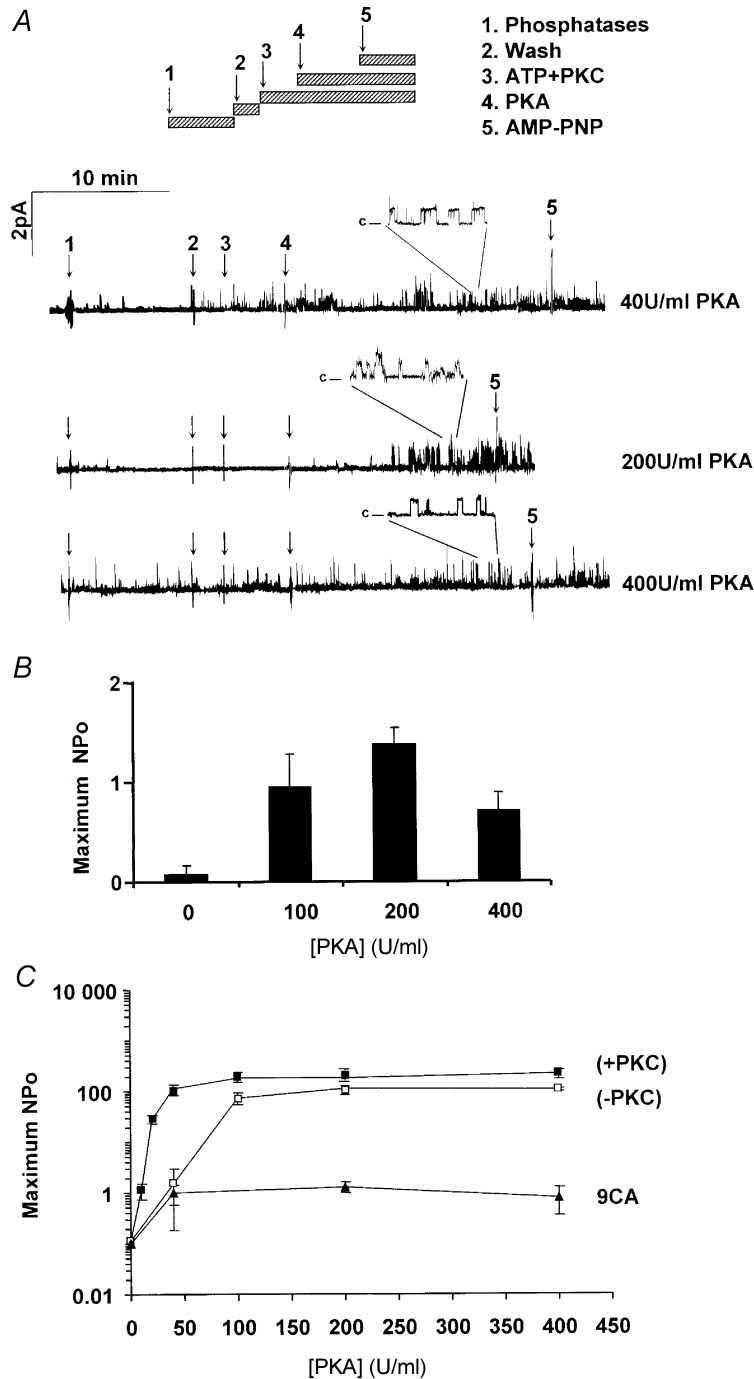 A
1
2
3
4
5
1. Phosphatases
2. Wash
3. ATP+PKC
4. PKA
5. AMP-PNP
10 min
2pA
1
2
3
4
c
5
40U/ml PKA
c
5
200U/ml PKA
c
5
400U/ml PKA
B
Maximum NPo
2
1
0
0 100 200 400
[PKA] (U/ml)
C
Maximum NPo
10 000
100
1
0.01
(+PKC)
(-PKC)
9CA
0 50 100 150 200 250 300 350 400 450
[PKA] (U/ml)